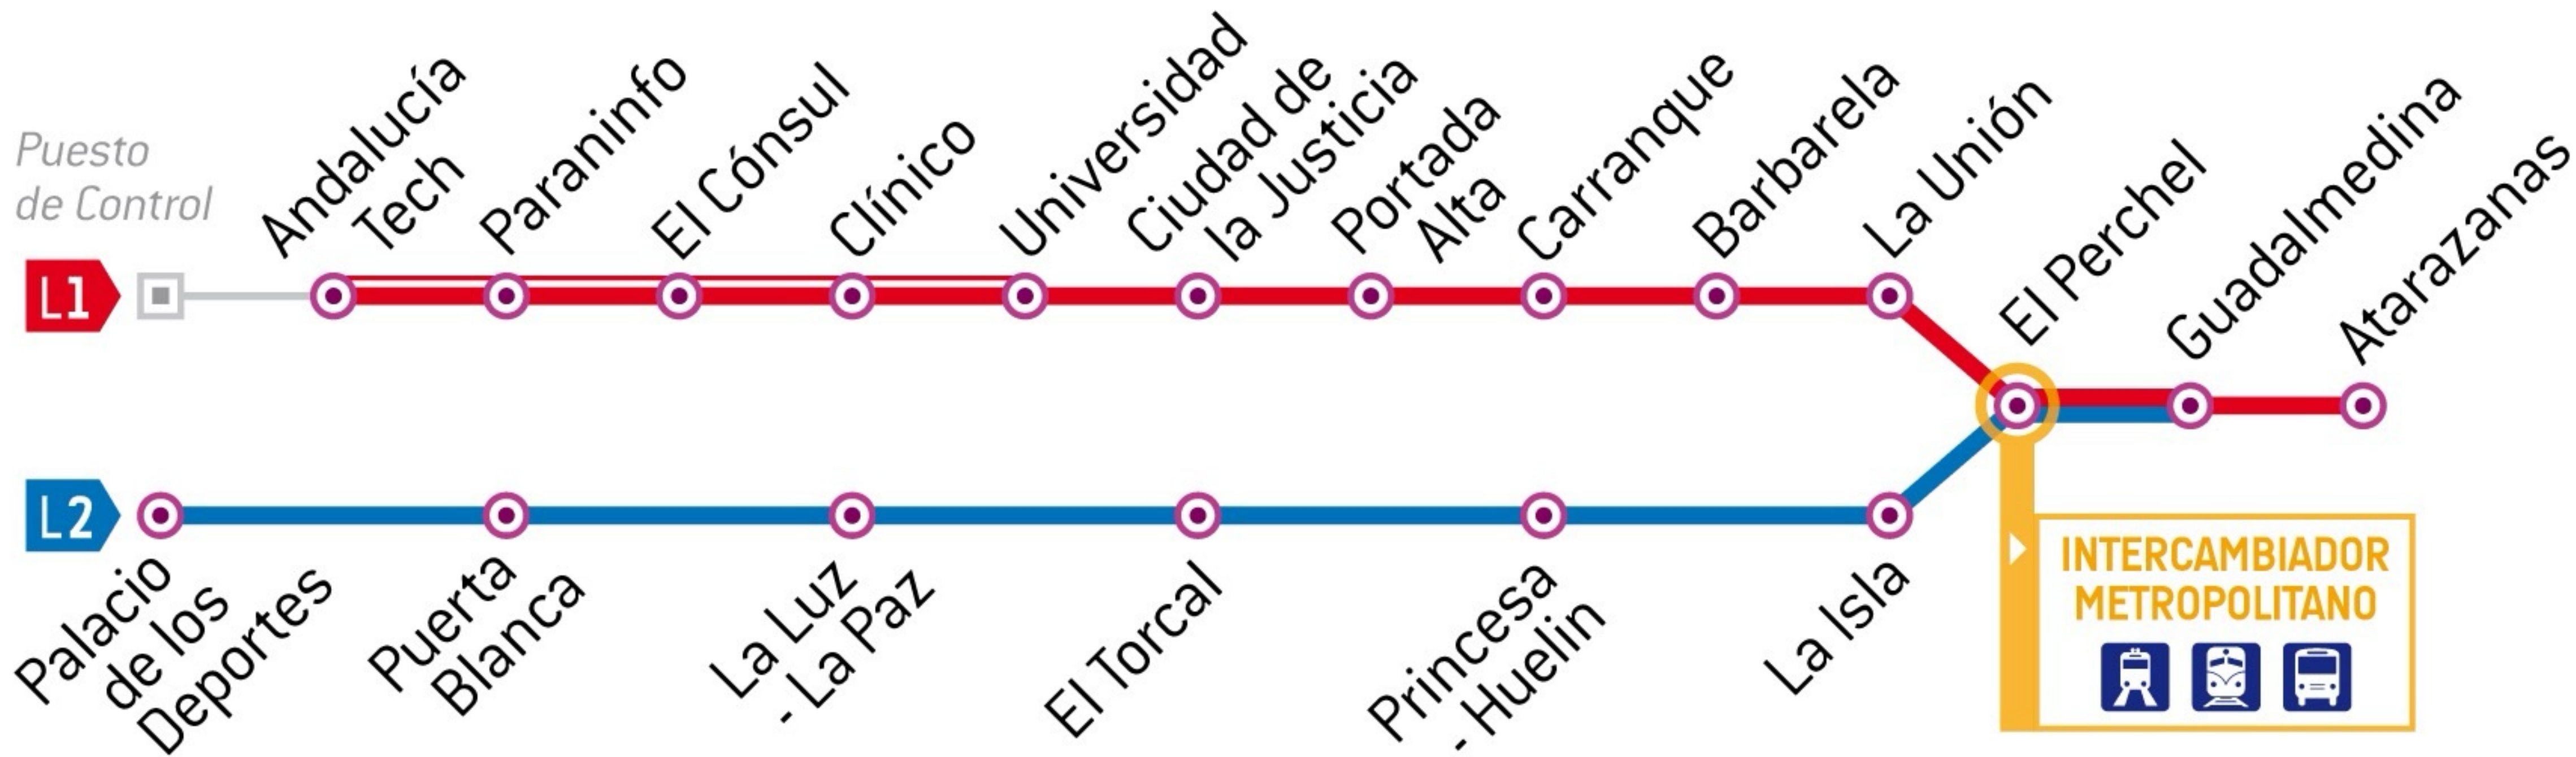 Puesto
de Control
L1
Andalucía
Tech
Paraninfo
El Cónsul
Clínico
Universidad
Ciudad de
la Justicia
Portada
Alta
Carranque
Barbarela
La Unión
El Perchel
Guadalmedina
Atarazanas
L2
Palacio
de los
Deportes
Puerta
Blanca
La Luz
- La Paz
El Torcal
Princesa
- Huelin
La Isla
INTERCAMBIADOR
METROPOLITANO